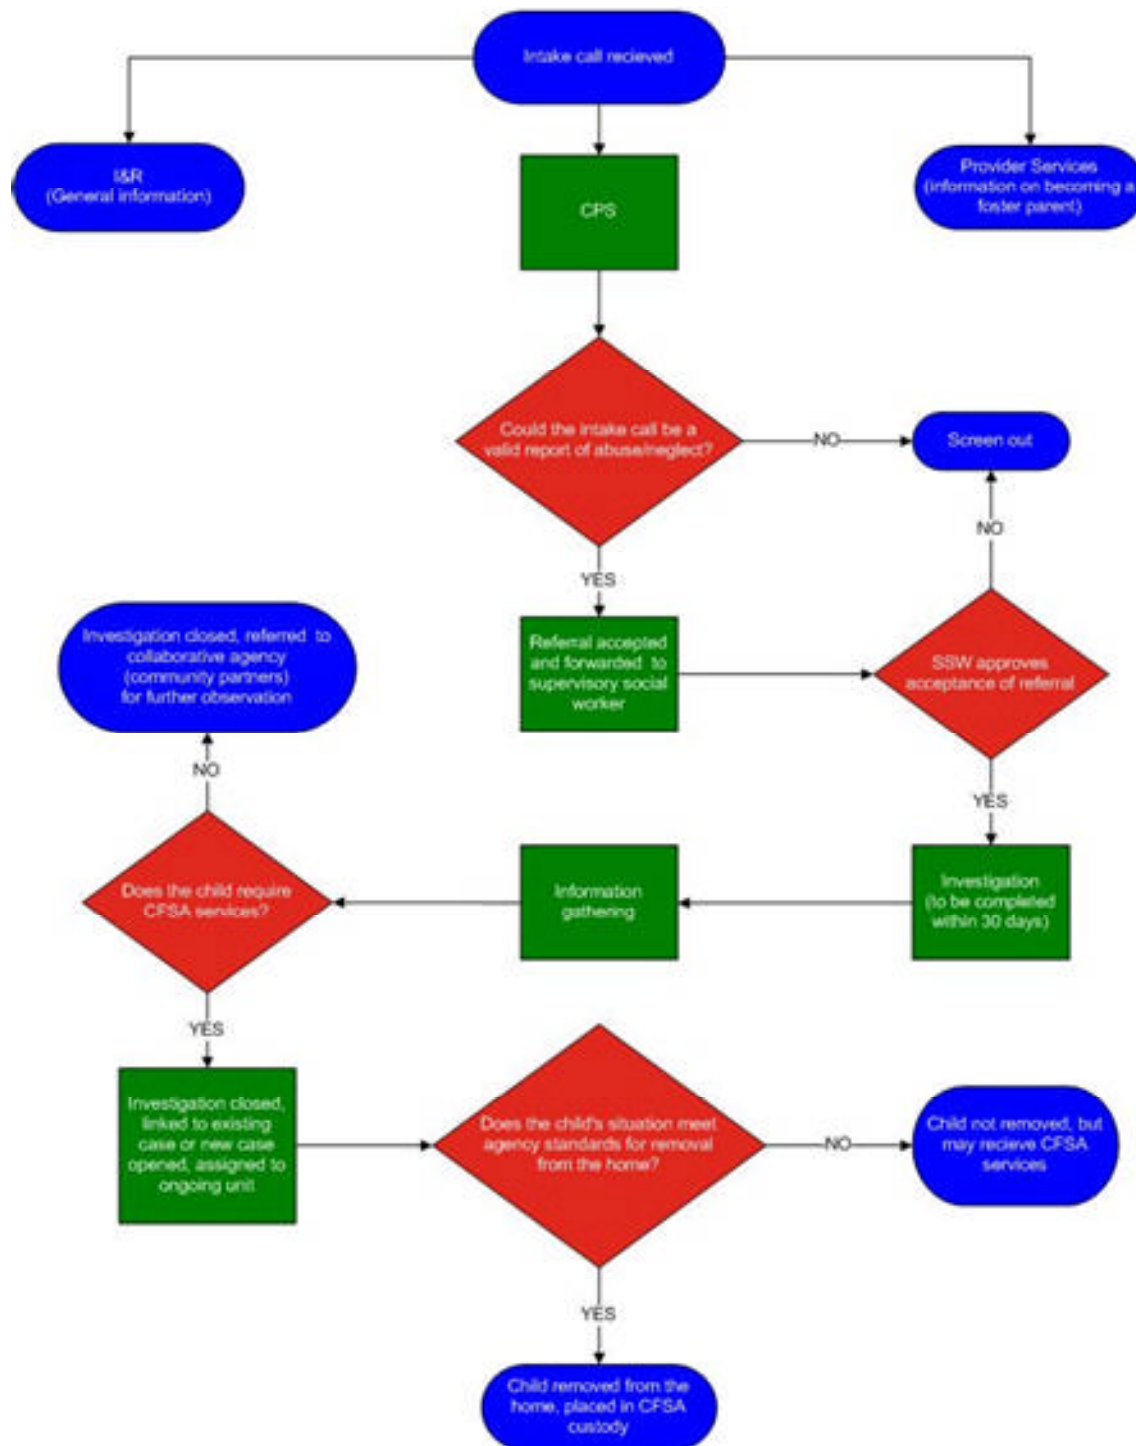 Intake call recieved
I&R
(General information)
Provider Services
(information on becoming a
foster parent)
CPS
Could the intake call be a
valid report of abuse/neglect?
NO
Screen out
NO
YES
Referral accepted
and forwarded to
supervisory social
worker
SSW approves
acceptance of referral
Investigation closed, referred to
collaborative agency
(community partners)
for further observation
NO
YES
Does the child require
CFSA services?
Information
gathering
Investigation
(to be completed
within 30 days)
YES
Investigation closed,
linked to existing
case or new case
opened, assigned to
ongoing unit
Does the child's situation meet
agency standards for removal
from the home?
NO
Child not removed, but
may recieve CFSA
services
YES
Child removed from the
home, placed in CFSA
custody